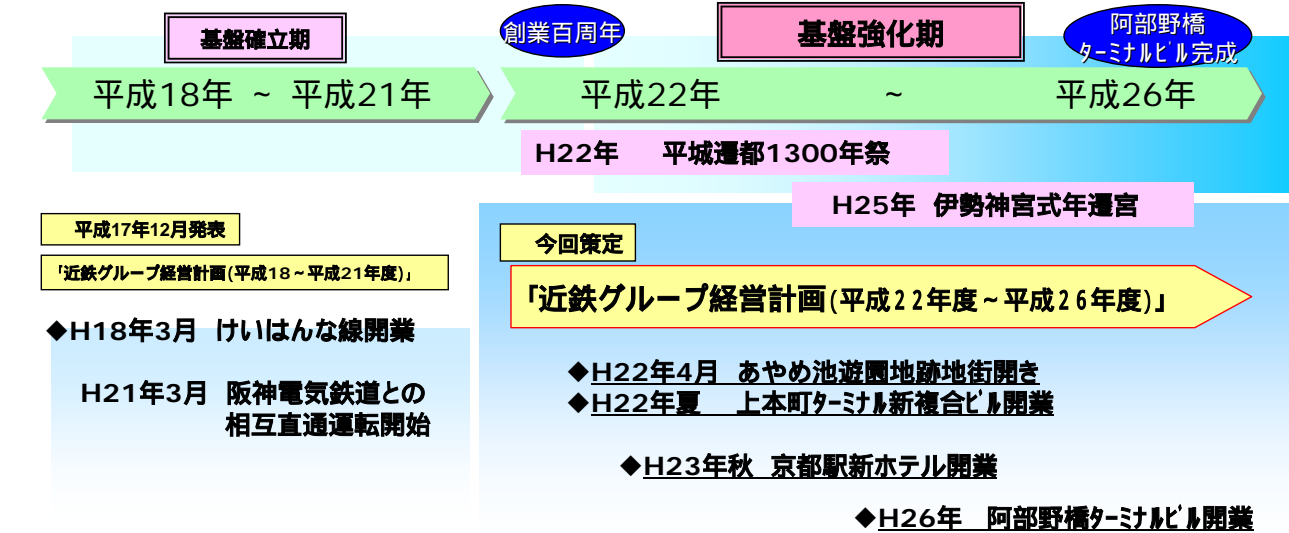 基盤確立期
創業百周年
基盤強化期
阿部野橋
ﾀｰﾐﾅﾙﾋﾞﾙ完成
平成18年 ~ 平成21年
平成22年 ~ 平成26年
H22年 平城遷都1300年祭
H25年 伊勢神宮式年遷宮
平成17年12月発表
「近鉄グループ経営計画(平成18~平成21年度)」
◆H18年3月 けいはんな線開業
H21年3月 阪神電気鉄道との
相互直通運転開始
今回策定
「近鉄グループ経営計画(平成22年度~平成26年度)」
◆H22年4月 あやめ池遊園地跡地街開き
◆H22年夏 上本町ﾀｰﾐﾅﾙ新複合ﾋﾞﾙ開業
◆H23年秋 京都駅新ホテル開業
◆H26年 阿部野橋ﾀｰﾐﾅﾙﾋﾞﾙ開業